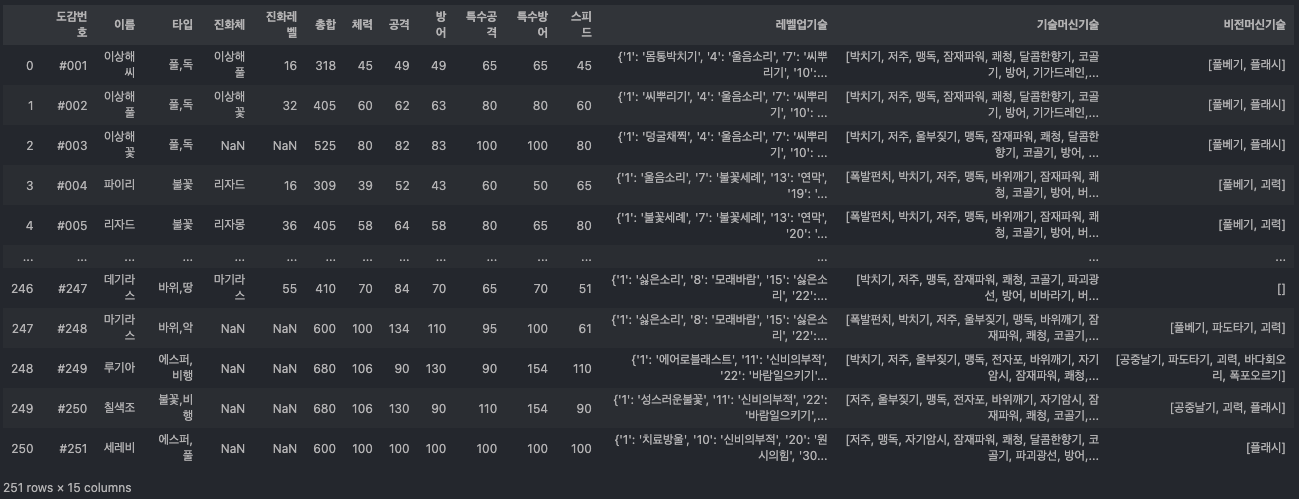 도감번호 이름 타입 진화체 진화레벨 총합 체력 공격 방어 특수공격 특수방어 스피드 레벨업기술 기술머신기술 비전머신기술
0 #001 이상해씨 풀,독 이상해풀 16 318 45 49 49 65 65 45 {'1': '몸통박치기', '4': '울음소리', '7': '씨뿌리기', '10':... [박치기, 저주, 맹독, 잠재파워, 쾌청, 달콤한향기, 코골기, 방어, 기가드레인,... [풀베기, 플래시]
1 #002 이상해풀 풀,독 이상해꽃 32 405 60 62 63 80 80 60 {'1': '씨뿌리기', '4': '울음소리', '7': '씨뿌리기', '10': ... [박치기, 저주, 맹독, 잠재파워, 쾌청, 달콤한향기, 코골기, 방어, 기가드레인,... [풀베기, 플래시]
2 #003 이상해꽃 풀,독 NaN NaN 525 80 82 83 100 100 80 {'1': '덩굴채찍', '4': '울음소리', '7': '씨뿌리기', '10': ... [박치기, 저주, 울부짖기, 맹독, 잠재파워, 쾌청, 달콤한향기, 코골기, 방어, ... [풀베기, 플래시]
3 #004 파이리 불꽃 리자드 16 309 39 52 43 60 50 65 {'1': '울음소리', '7': '불꽃세례', '13': '연막', '19': '... [폭발펀치, 박치기, 저주, 맹독, 바위깨기, 잠재파워, 쾌청, 코골기, 방어, 버... [풀베기, 괴력]
4 #005 리자드 불꽃 리자몽 36 405 58 64 58 80 65 80 {'1': '불꽃세례', '7': '불꽃세례', '13': '연막', '20': '... [폭발펀치, 박치기, 저주, 맹독, 바위깨기, 잠재파워, 쾌청, 코골기, 방어, 버... [풀베기, 괴력]
... ... ... ... ... ... ... ... ... ... ... ... ... ... ... ...
246 #247 데기라스 바위,땅 마기라스 55 410 70 84 70 65 70 51 {'1': '싫은소리', '8': '모래바람', '15': '싫은소리', '22':... [박치기, 저주, 맹독, 잠재파워, 쾌청, 코골기, 파괴광선, 방어, 비바라기, 버... []
247 #248 마기라스 바위,악 NaN NaN 600 100 134 110 95 100 61 {'1': '싫은소리', '8': '모래바람', '15': '싫은소리', '22':... [폭발펀치, 박치기, 저주, 울부짖기, 맹독, 바위깨기, 잠재파워, 쾌청, 코골기,... [풀베기, 파도타기, 괴력]
248 #249 루기아 에스퍼,비행 NaN NaN 680 106 90 130 90 154 110 {'1': '에어로블래스트', '11': '신비의부적', '22': '바람일으키기'... [박치기, 저주, 울부짖기, 맹독, 전자포, 바위깨기, 자기암시, 잠재파워, 쾌청,... [공중날기, 파도타기, 괴력, 바다회오리, 폭포오르기]
249 #250 칠색조 불꽃,비행 NaN NaN 680 106 130 90 110 154 90 {'1': '성스러운불꽃', '11': '신비의부적', '22': '바람일으키기',... [저주, 울부짖기, 맹독, 전자포, 바위깨기, 자기암시, 잠재파워, 쾌청, 코골기,... [공중날기, 괴력, 플래시]
250 #251 세레비 에스퍼,풀 NaN NaN 600 100 100 100 100 100 100 {'1': '치료방울', '10': '신비의부적', '20': '원시의힘', '30... [저주, 맹독, 자기암시, 잠재파워, 쾌청, 달콤한향기, 코골기, 파괴광선, 방어,... [플래시]
251 rows × 15 columns